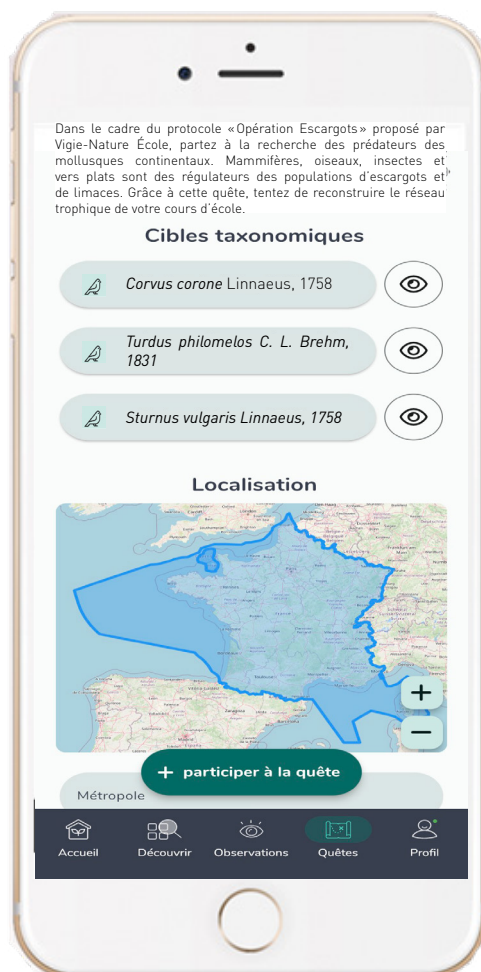 Dans le cadre du protocole «Opération Escargots» proposé par
Vigie-Nature École, partez à la recherche des prédateurs des
mollusques continentaux. Mammifères, oiseaux, insectes et
vers plats sont des régulateurs des populations d'escargots et
de limaces. Grâce à cette quête, tentez de reconstruire le réseau
trophique de votre cours d'école.
Cibles taxonomiques
Corvus corone Linnaeus, 1758
Turdus philomelos C. L. Brehm,
1831
Sturnus vulgaris Linnaeus, 1758
Localisation
+
−
+ participer à la quête
Métropole
Accueil Découvrir Observations Quêtes Profil